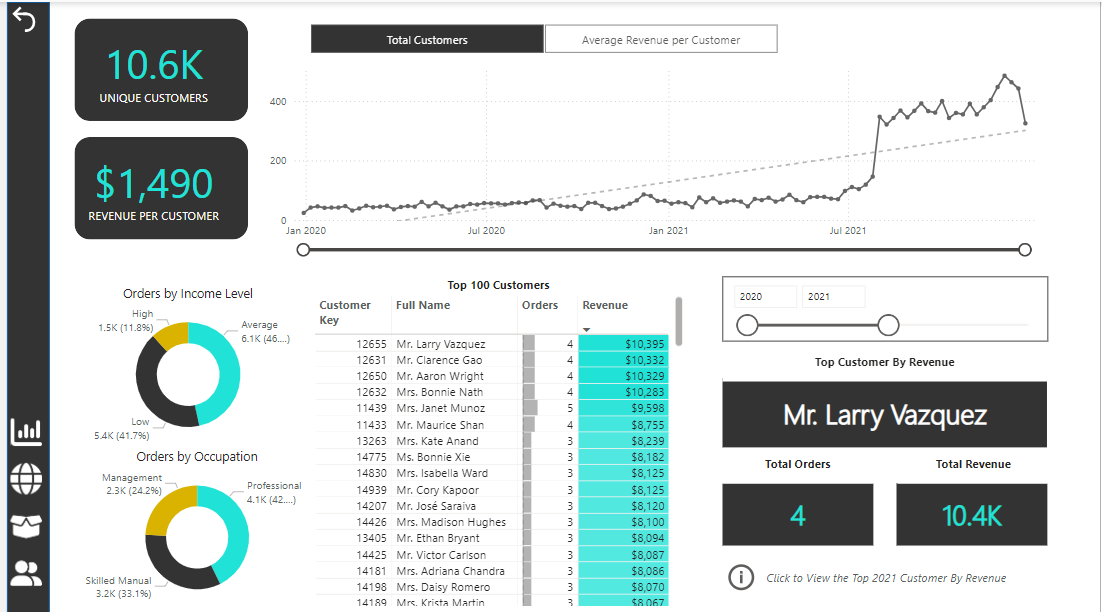 10.6K
UNIQUE CUSTOMERS
$1,490
REVENUE PER CUSTOMER
Total Customers
Average Revenue per Customer
400
200
0
Jan 2020
Jul 2020
Jan 2021
Jul 2021
Orders by Income Level
High
1.5K (11.8%)
Average
6.1K (46....)
Low
5.4K (41.7%)
Orders by Occupation
Management
2.3K (24.2%)
Professional
4.1K (42....)
Skilled Manual
3.2K (33.1%)
Top 100 Customers
Customer Key Full Name Orders Revenue
12655 Mr. Larry Vazquez 4 $10,395
12631 Mr. Clarence Gao 4 $10,332
12650 Mr. Aaron Wright 4 $10,329
12632 Mrs. Bonnie Nath 4 $10,283
11439 Mrs. Janet Munoz 5 $9,598
11433 Mr. Maurice Shan 4 $8,755
13263 Mrs. Kate Anand 3 $8,239
14775 Ms. Bonnie Xie 3 $8,182
14830 Mrs. Isabella Ward 3 $8,125
14939 Mr. Cory Kapoor 3 $8,125
14207 Mr. José Saraiva 3 $8,120
14426 Mrs. Madison Hughes 3 $8,100
13405 Mr. Ethan Bryant 3 $8,094
14425 Mr. Victor Carlson 3 $8,087
14181 Mr. Adriana Chandra 3 $8,086
14198 Mrs. Daisy Romero 3 $8,070
14189 Mrs. Krista Martin 3 $8,067
2020
2021
Top Customer By Revenue
Mr. Larry Vazquez
Total Orders
4
Total Revenue
10.4K
Click to View the Top 2021 Customer By Revenue